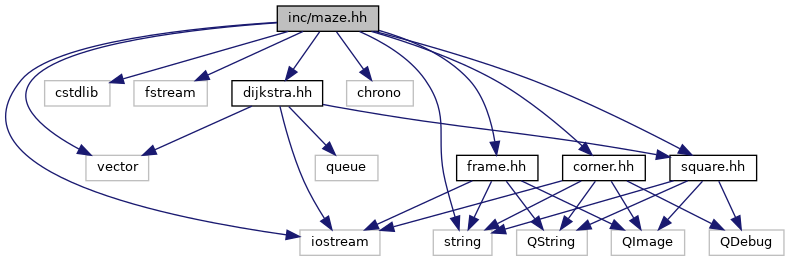 inc/maze.hh
cstdlib
fstream
dijkstra.hh
chrono
vector
queue
frame.hh
corner.hh
square.hh
iostream
string
QString
QImage
QDebug